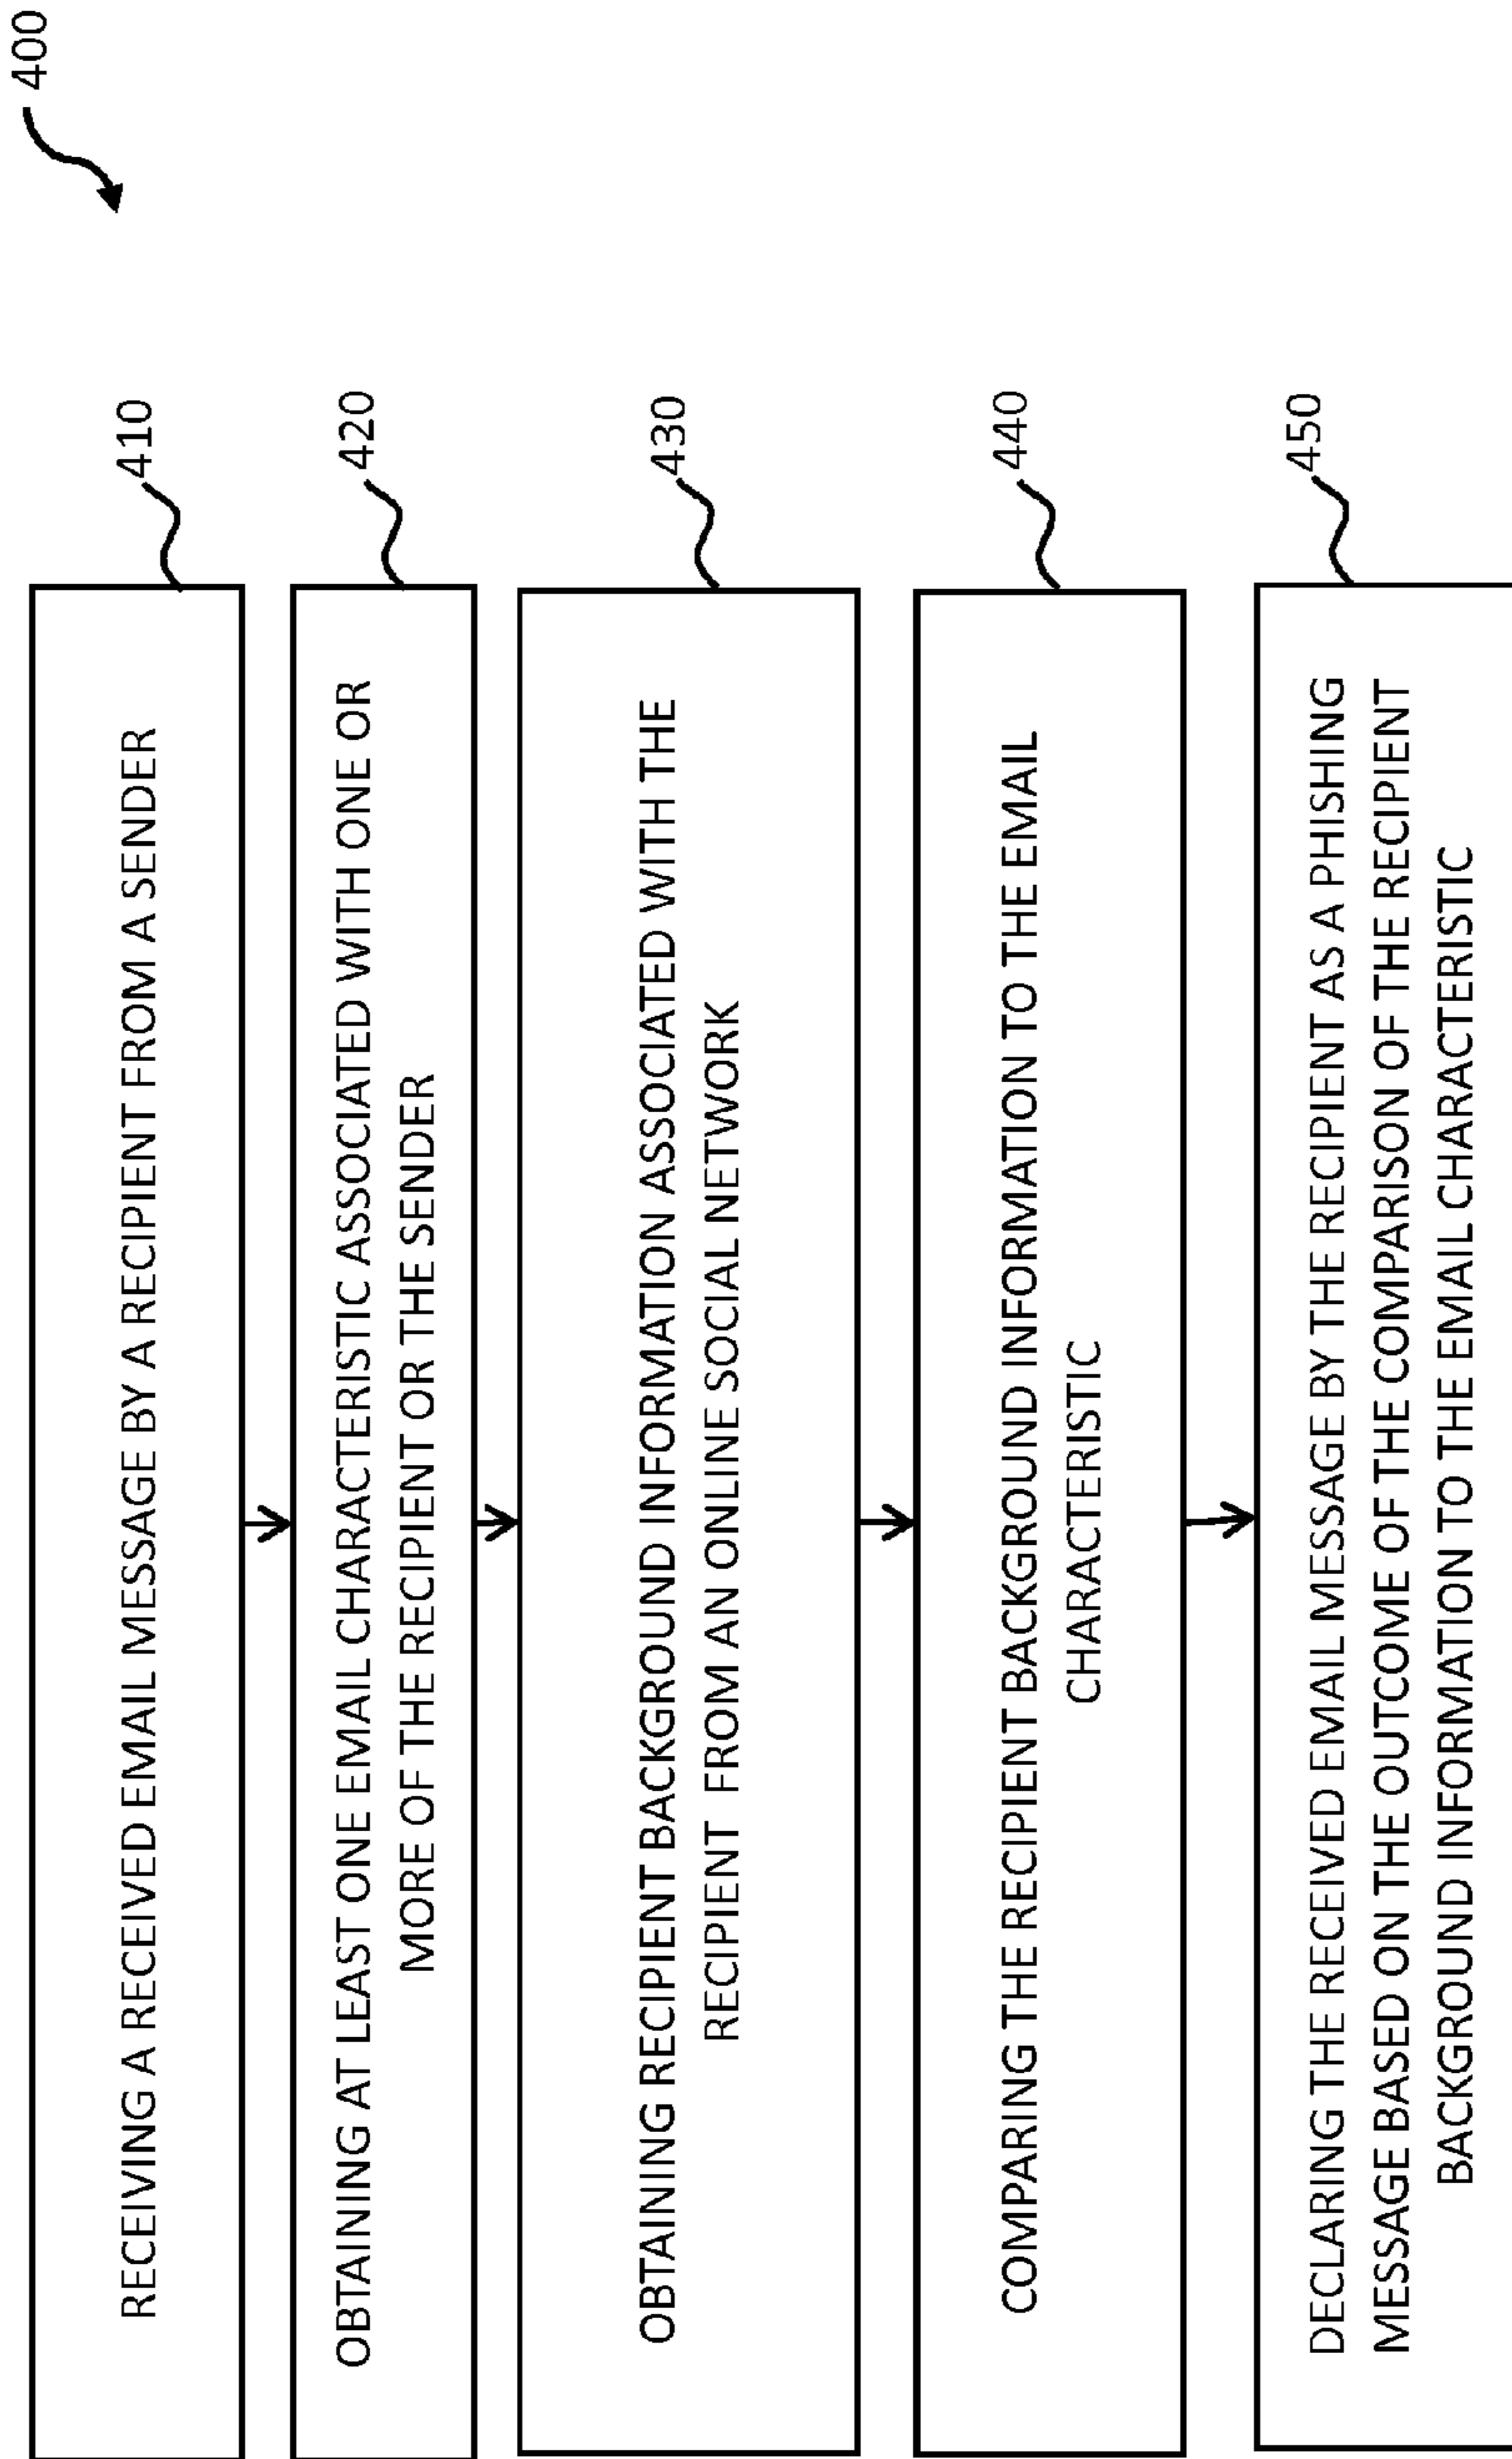 400
RECEIVING A RECEIVED EMAIL MESSAGE BY A RECIPIENT FROM A SENDER
410
OBTAINING AT LEAST ONE EMAIL CHARACTERISTIC ASSOCIATED WITH ONE OR
MORE OF THE RECIPIENT OR THE SENDER
420
OBTAINING RECIPIENT BACKGROUND INFORMATION ASSOCIATED WITH THE
RECIPIENT FROM AN ONLINE SOCIAL NETWORK
430
COMPARING THE RECIPIENT BACKGROUND INFORMATION TO THE EMAIL
CHARACTERISTIC
440
DECLARING THE RECEIVED EMAIL MESSAGE BY THE RECIPIENT AS A PHISHING
MESSAGE BASED ON THE OUTCOME OF THE COMPARISON OF THE RECIPIENT
BACKGROUND INFORMATION TO THE EMAIL CHARACTERISTIC
450